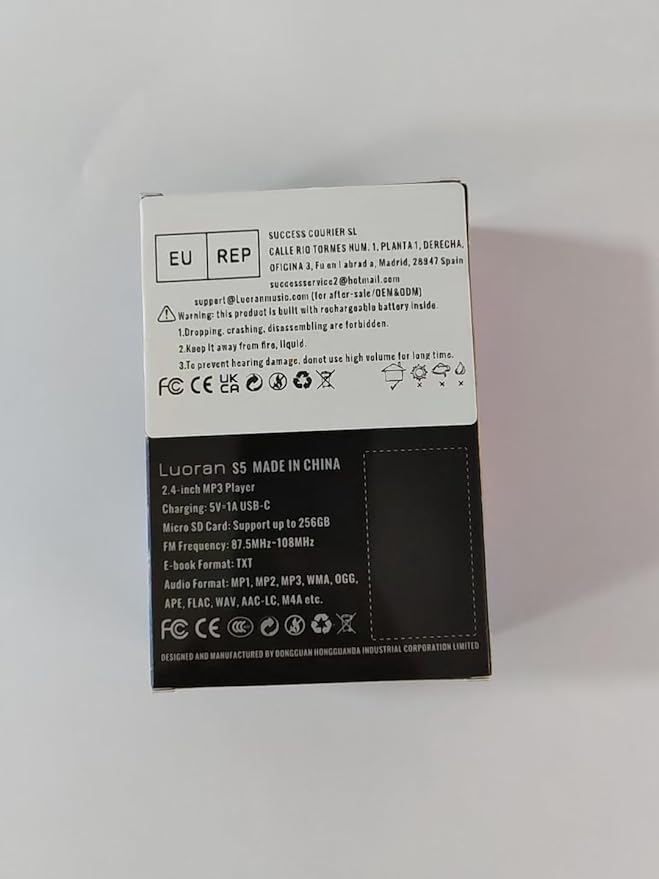 EU REP
SUCCESS COURIER SL
CALLE RIO TORMES NUM. 1, PLANTA 1, DERECHA,
OFICINA 3, Fuenlabrada, Madrid, 28947 Spain
successservice2@hotmail.com
support@Luoranmusic.com (for after-sale/OEM&ODM)
Warning: this product is built with rechargeable battery inside.
1.Dropping, crashing, disassembling are forbidden.
2.Keep it away from fire, liquid.
3.To prevent hearing damage, donot use high volume for long time.
FC CE UK CA
Luoran S5 MADE IN CHINA
2.4-inch MP3 Player
Charging: 5V=1A USB-C
Micro SD Card: Support up to 256GB
FM Frequency: 87.5MHz~108MHz
E-book Format: TXT
Audio Format: MP1, MP2, MP3, WMA, OGG,
APE, FLAC, WAV, AAC-LC, M4A etc.
FC CE CCC
DESIGNED AND MANUFACTURED BY DONGGUAN HONGGUANDA INDUSTRIAL CORPORATION LIMITED